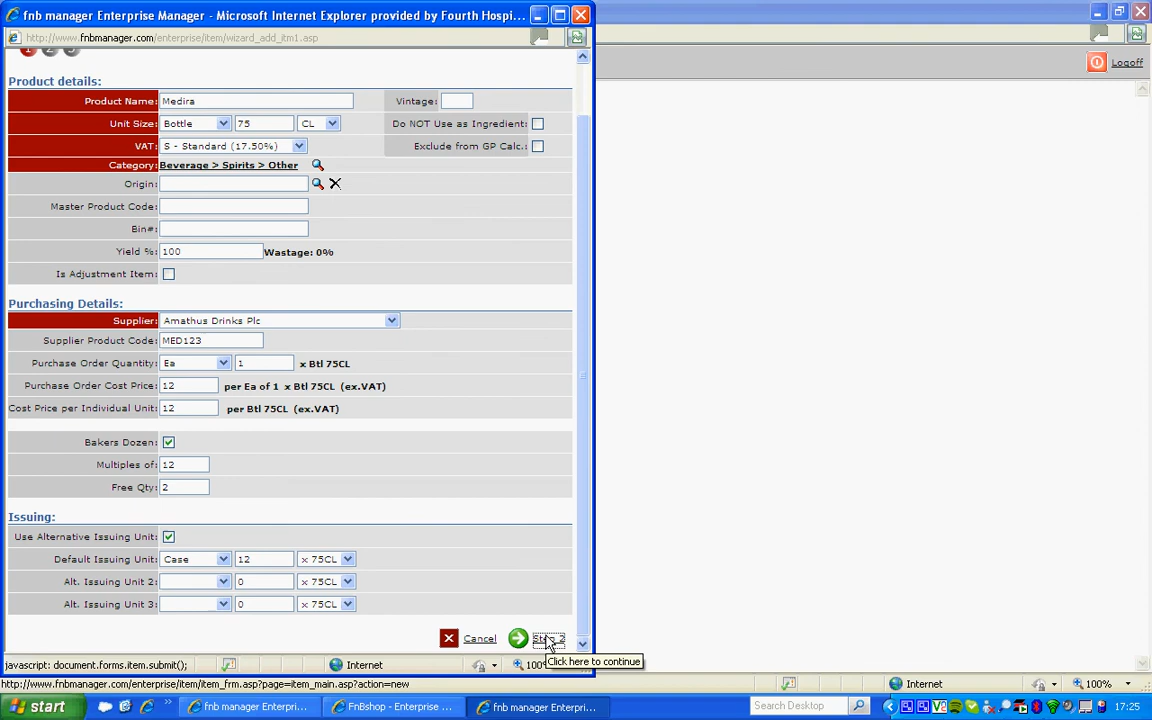 fnb manager Enterprise Manager - Microsoft Internet Explorer provided by Fourth Hospi...
http://www.fnbmanager.com/enterprise/item/wizard_add_itm1.asp
Logoff
1 2 3
Product details:
Product Name: Medira Vintage:
Unit Size: Bottle 75 CL Do NOT Use as Ingredient:
VAT: S - Standard (17.50%) Exclude from GP Calc.:
Category: Beverage > Spirits > Other
Origin:
Master Product Code:
Bin#:
Yield %: 100 Wastage: 0%
Is Adjustment Item:
Purchasing Details:
Supplier: Amathus Drinks Plc
Supplier Product Code: MED123
Purchase Order Quantity: Ea 1 x Btl 75CL
Purchase Order Cost Price: 12 per Ea of 1 x Btl 75CL (ex.VAT)
Cost Price per Individual Unit: 12 per Btl 75CL (ex.VAT)
Bakers Dozen:
Multiples of: 12
Free Qty: 2
Issuing:
Use Alternative Issuing Unit:
Default Issuing Unit: Case 12 x 75CL
Alt. Issuing Unit 2: 0 x 75CL
Alt. Issuing Unit 3: 0 x 75CL
Cancel Step 2
Click here to continue
javascript: document.forms.item.submit(); Internet 100%
http://www.fnbmanager.com/enterprise/item/item_frm.asp?page=item_main.asp?action=new Internet 100%
start fnb manager Enterpri... FnBshop - Enterprise ... fnb manager Enterpri... Search Desktop 17:25